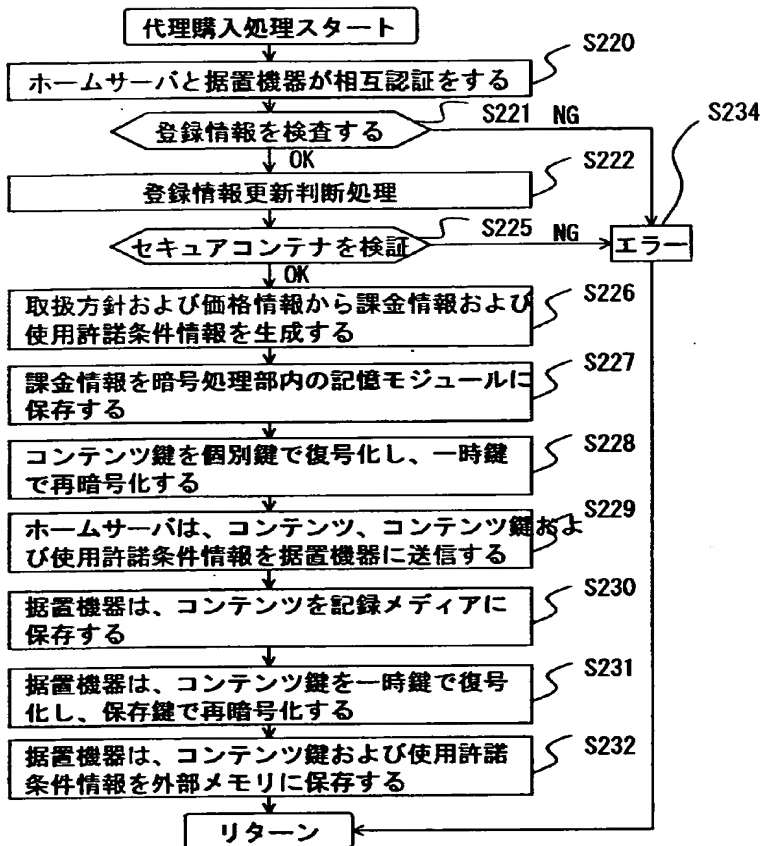 代理購入処理スタート
S220
ホームサーバと据置機器が相互認証をする
S221 NG
S234
登録情報を検査する
OK
S222
登録情報更新判断処理
S225 NG
セキュアコンテナを検証
エラー
OK
S226
取扱方針および価格情報から課金情報および
使用許諾条件情報を生成する
S227
課金情報を暗号処理部内の記憶モジュールに
保存する
S228
コンテンツ鍵を個別鍵で復号化し、一時鍵
で再暗号化する
S229
ホームサーバは、コンテンツ、コンテンツ鍵およ
び使用許諾条件情報を据置機器に送信する
S230
据置機器は、コンテンツを記録メディアに
保存する
S231
据置機器は、コンテンツ鍵を一時鍵で復号
化し、保存鍵で再暗号化する
S232
据置機器は、コンテンツ鍵および使用許諾
条件情報を外部メモリに保存する
リターン